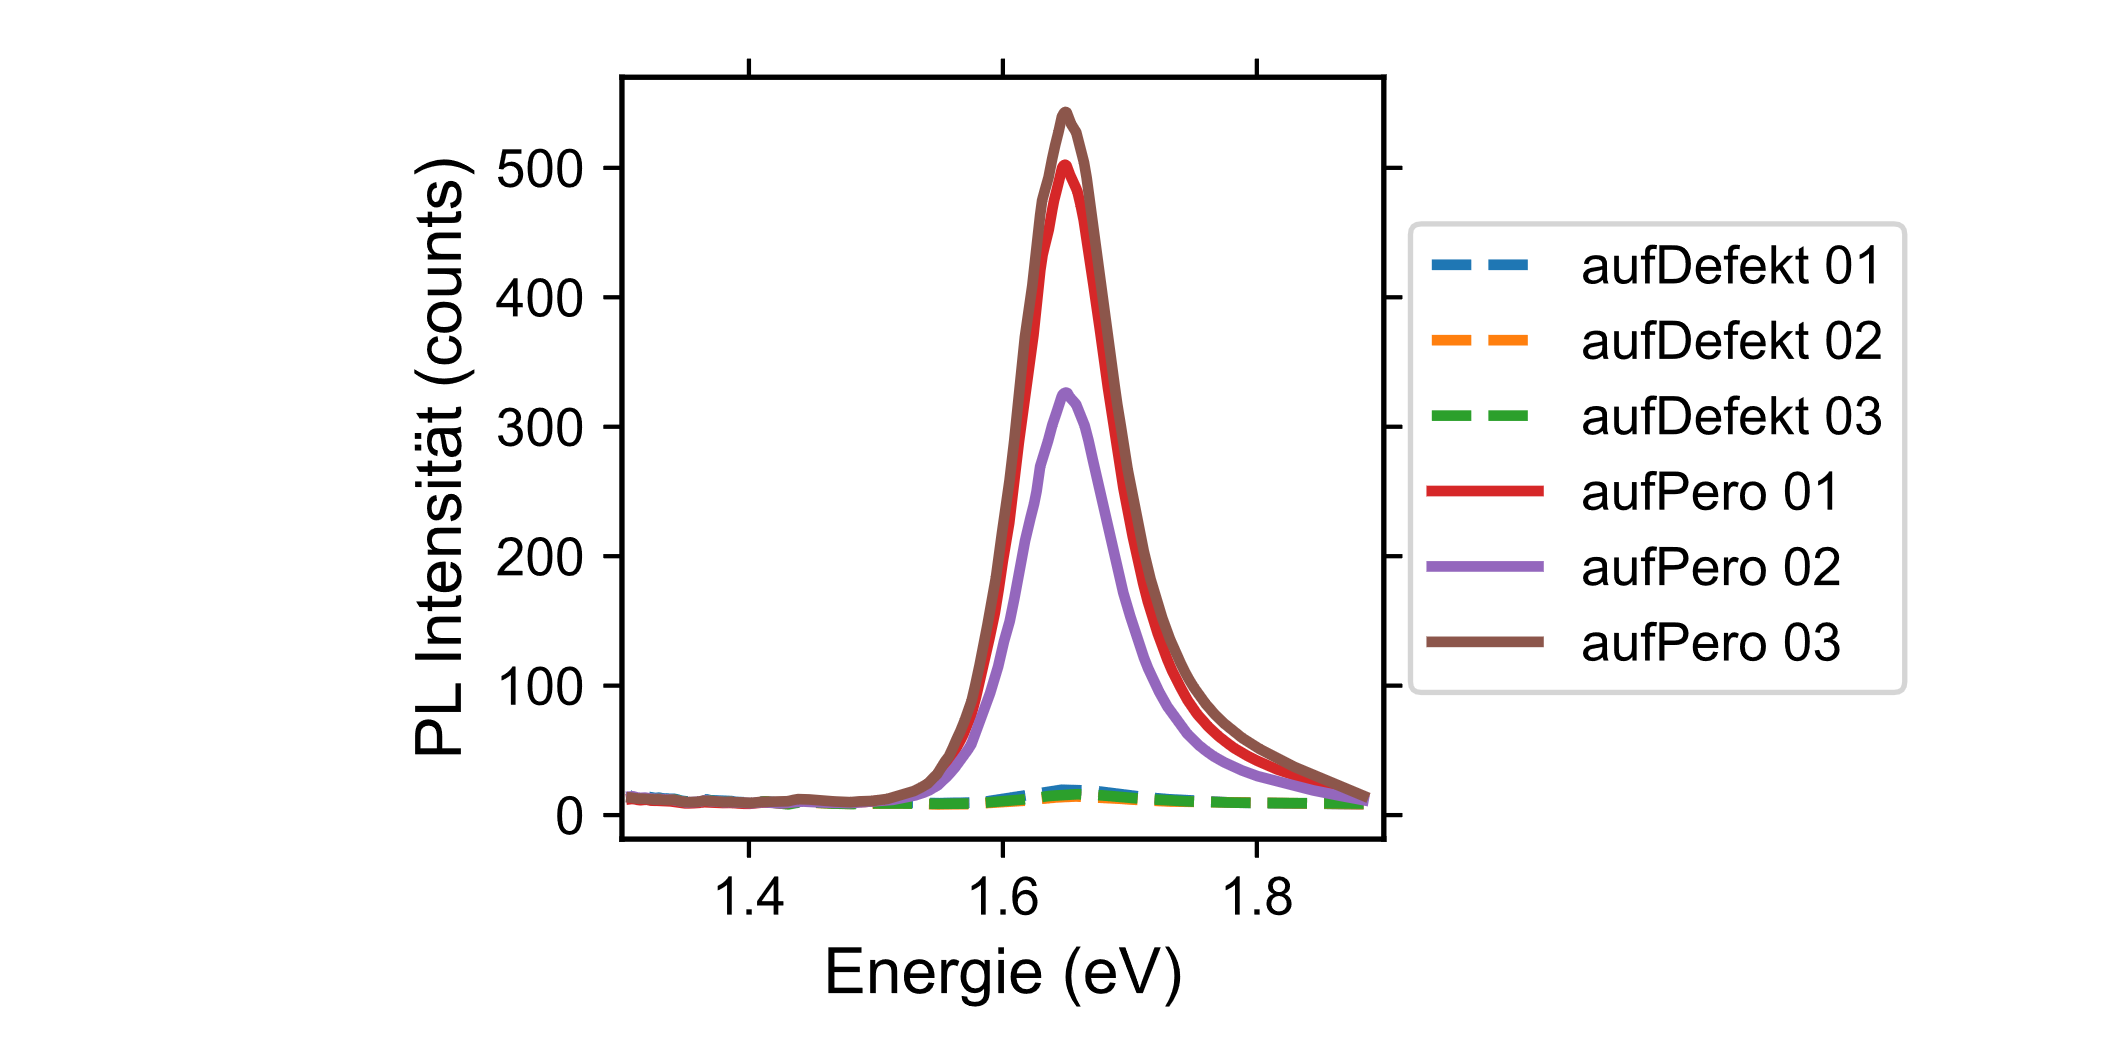 PL Intensität (counts)
500
400
300
200
100
0
1.4
1.6
1.8
Energie (eV)
aufDefekt 01
aufDefekt 02
aufDefekt 03
aufPero 01
aufPero 02
aufPero 03